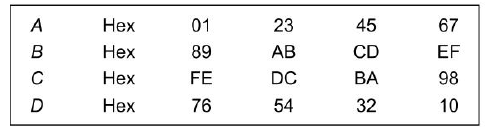 A Hex 01 23 45 67
B Hex 89 AB CD EF
C Hex FE DC BA 98
D Hex 76 54 32 10